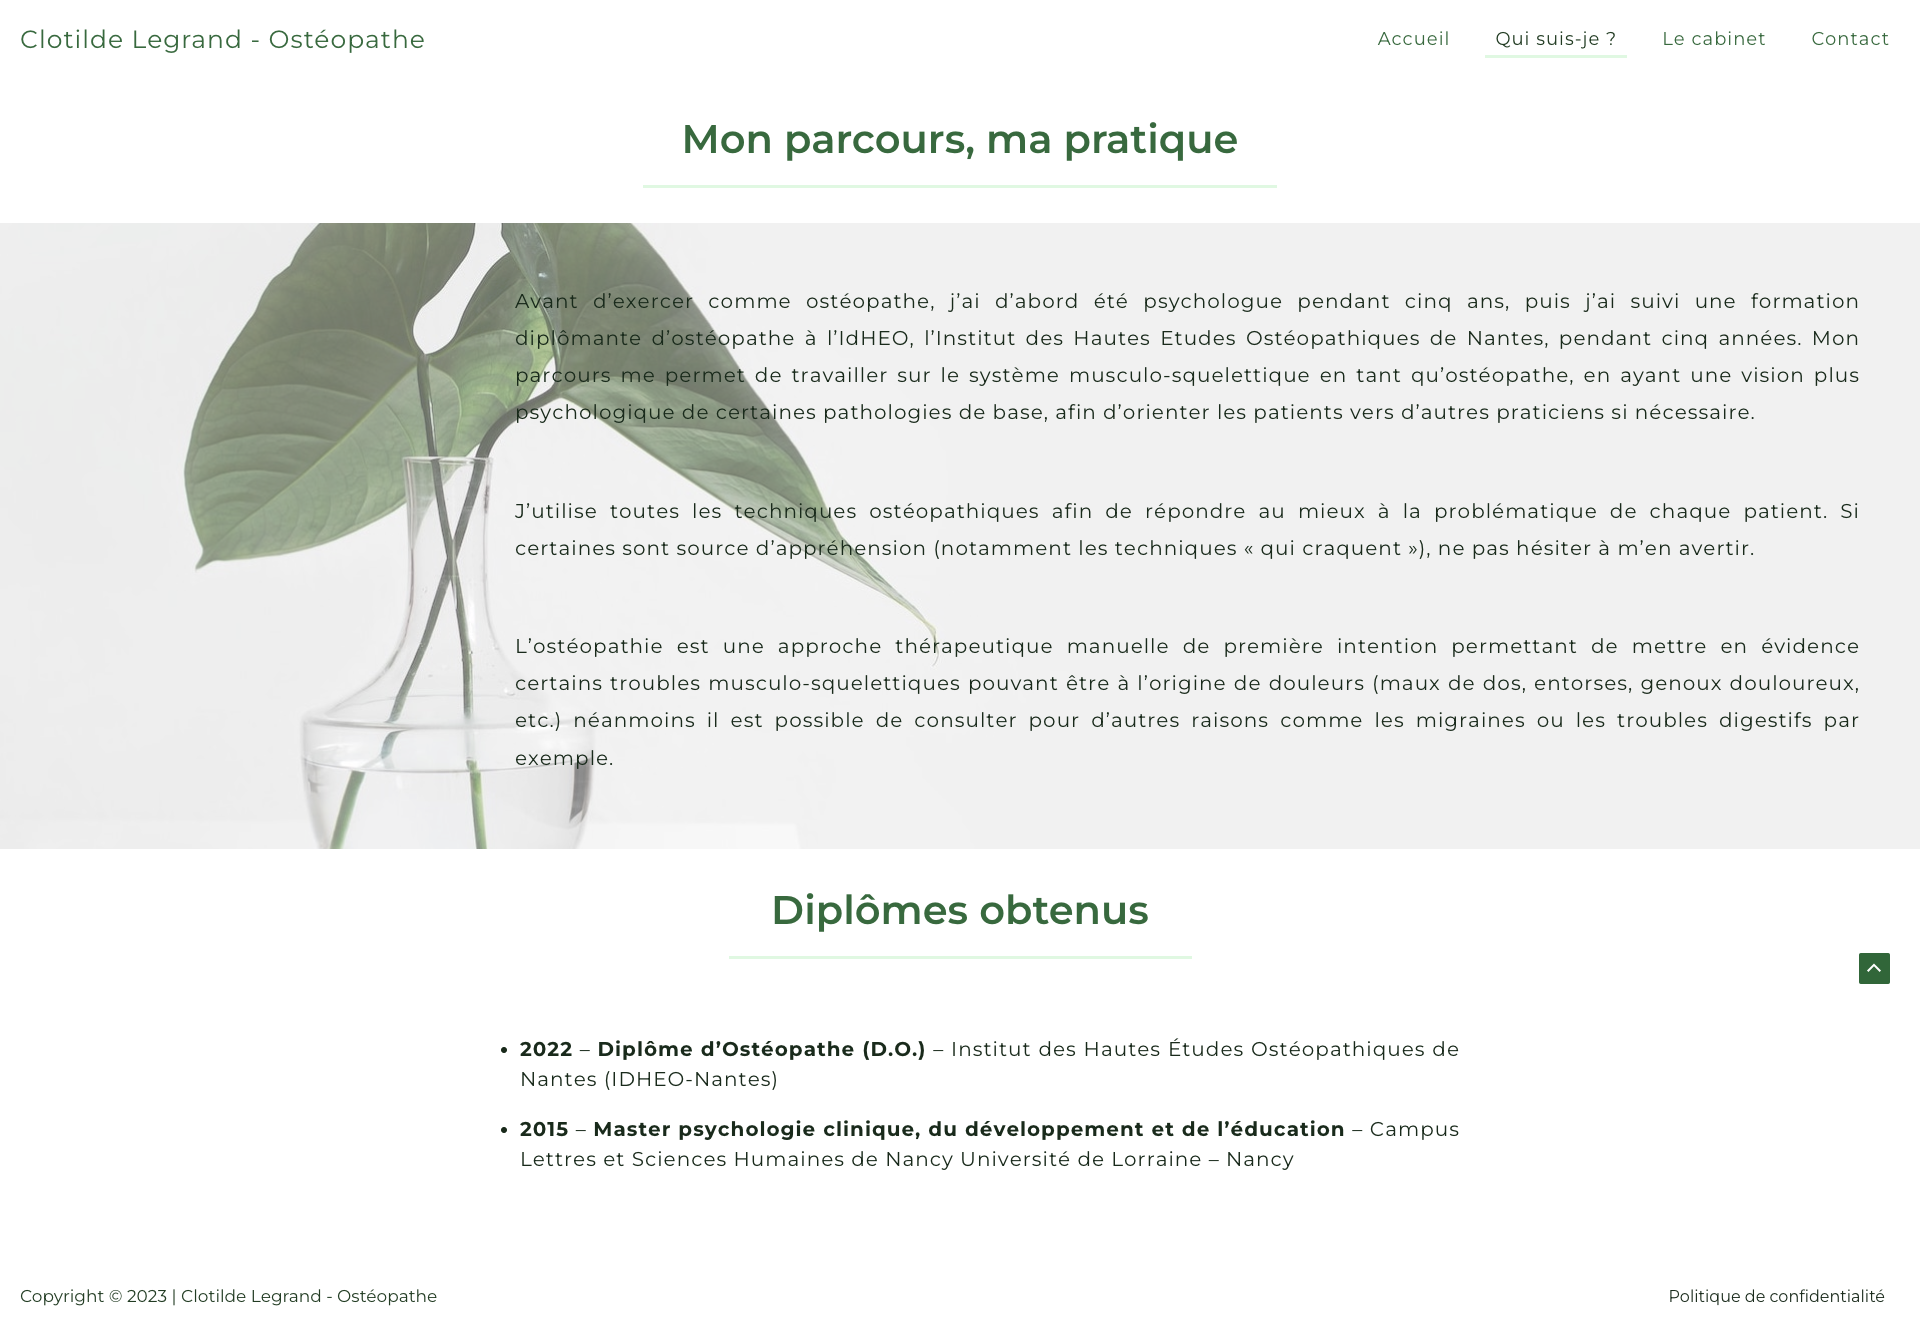 Clotilde Legrand - Ostéopathe
Accueil
Qui suis-je ?
Le cabinet
Contact
Mon parcours, ma pratique
Avant d’exercer comme ostéopathe, j’ai d’abord été psychologue pendant cinq ans, puis j’ai suivi une formation
diplômante d’ostéopathe à l’IdHEO, l’Institut des Hautes Etudes Ostéopathiques de Nantes, pendant cinq années. Mon
parcours me permet de travailler sur le système musculo-squelettique en tant qu’ostéopathe, en ayant une vision plus
psychologique de certaines pathologies de base, afin d’orienter les patients vers d’autres praticiens si nécessaire.
J’utilise toutes les techniques ostéopathiques afin de répondre au mieux à la problématique de chaque patient. Si
certaines sont source d’appréhension (notamment les techniques « qui craquent »), ne pas hésiter à m’en avertir.
L’ostéopathie est une approche thérapeutique manuelle de première intention permettant de mettre en évidence
certains troubles musculo-squelettiques pouvant être à l’origine de douleurs (maux de dos, entorses, genoux douloureux,
etc.) néanmoins il est possible de consulter pour d’autres raisons comme les migraines ou les troubles digestifs par
exemple.
Diplômes obtenus
• 2022 – Diplôme d’Ostéopathe (D.O.) – Institut des Hautes Études Ostéopathiques de
Nantes (IDHEO-Nantes)
• 2015 – Master psychologie clinique, du développement et de l’éducation – Campus
Lettres et Sciences Humaines de Nancy Université de Lorraine – Nancy
Copyright © 2023 | Clotilde Legrand - Ostéopathe
Politique de confidentialité